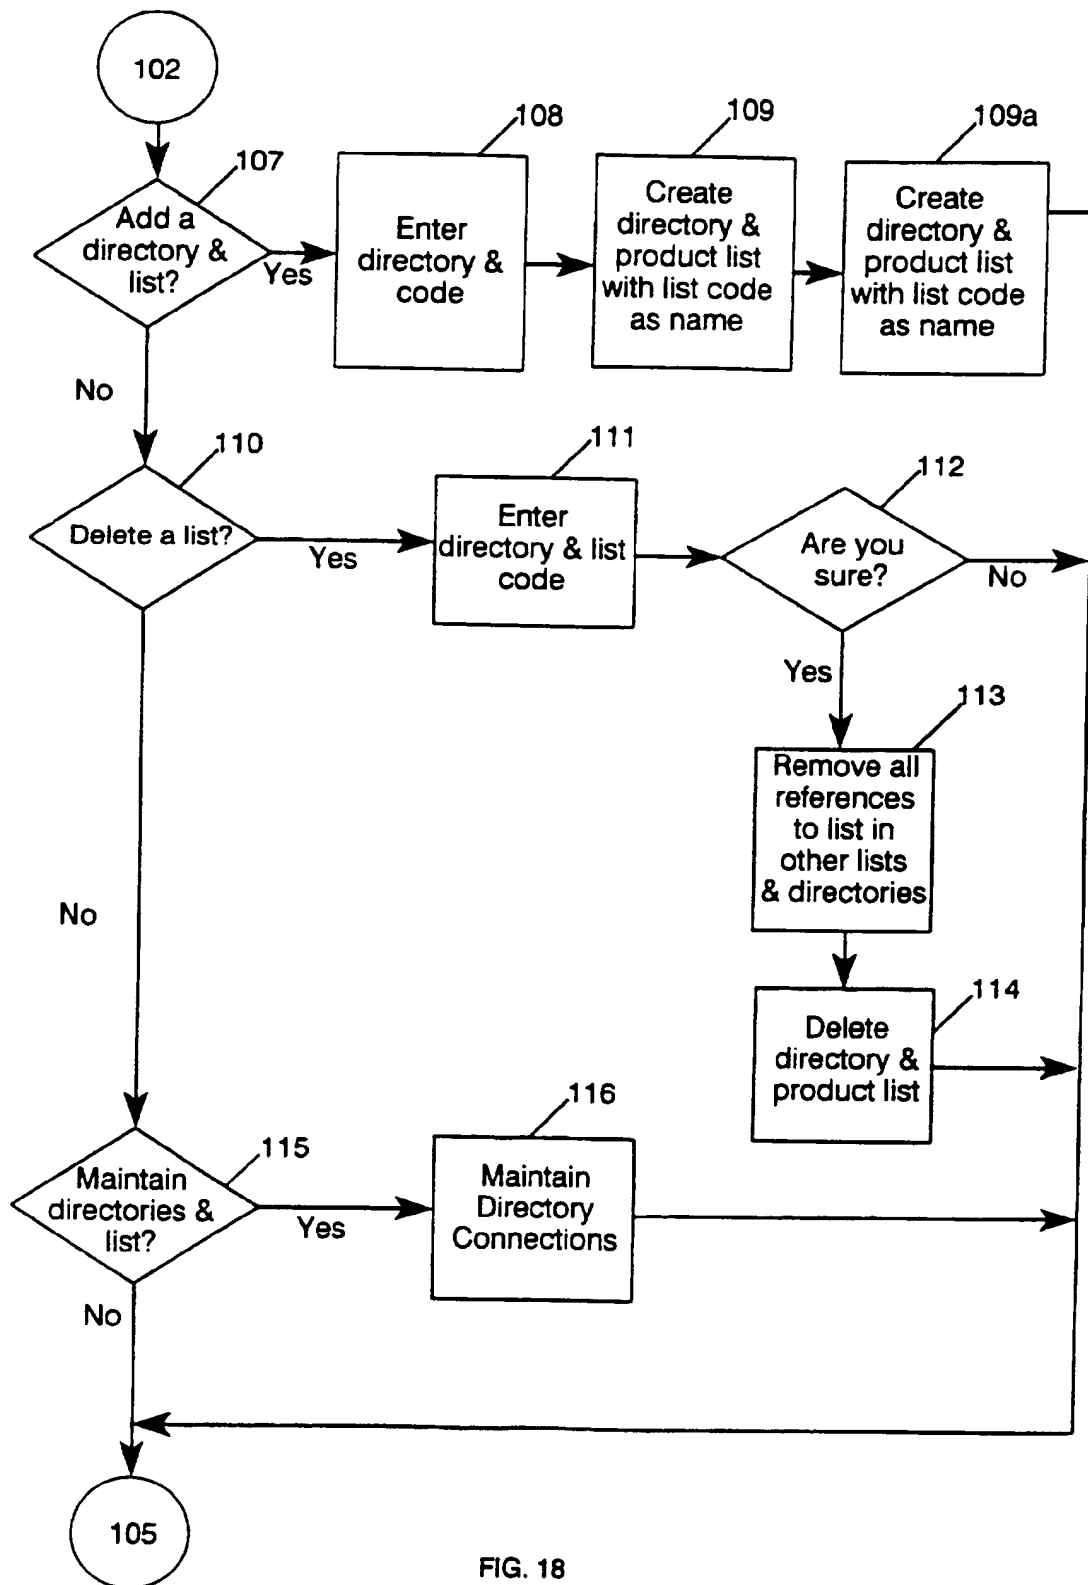 102
107
Add a
directory &
list?
Yes
108
Enter
directory &
code
109
Create
directory &
product list
with list code
as name
109a
Create
directory &
product list
with list code
as name
No
110
Delete a list?
Yes
111
Enter
directory & list
code
112
Are you
sure?
No
Yes
113
Remove all
references
to list in
other lists
& directories
No
114
Delete
directory &
product list
115
Maintain
directories &
list?
Yes
116
Maintain
Directory
Connections
No
105
FIG. 18